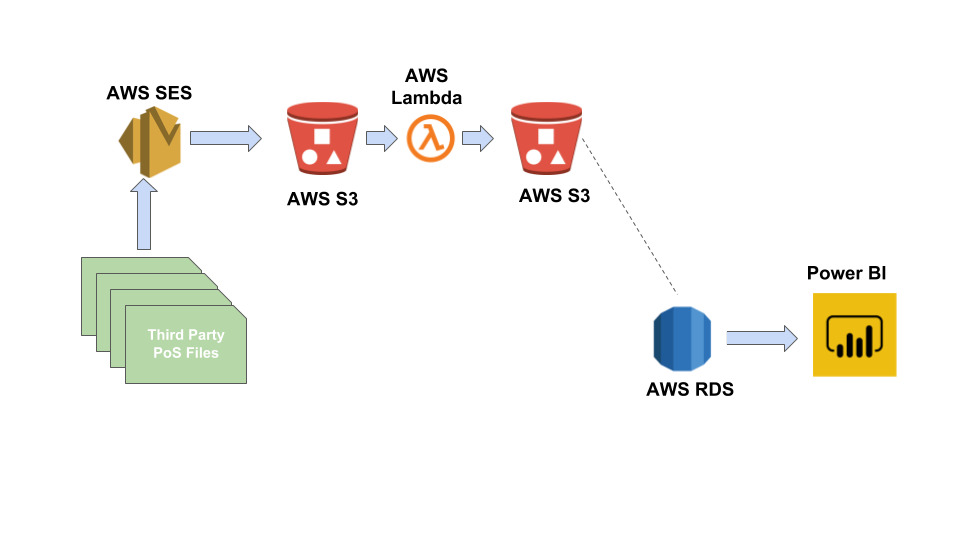 AWS SES
AWS
Lambda
AWS S3
AWS S3
Third Party
PoS Files
Power BI
AWS RDS